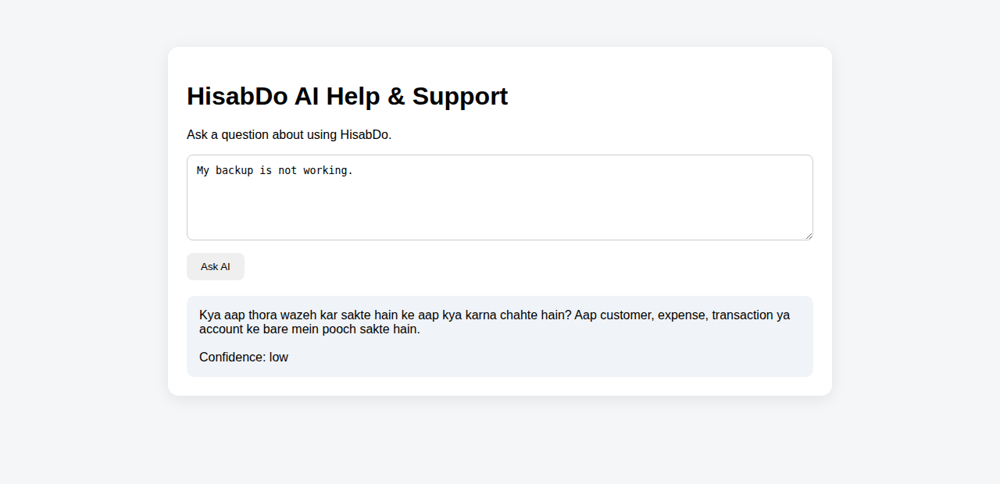 HisabDo AI Help & Support
Ask a question about using HisabDo.
My backup is not working.
Ask AI
Kya aap thora wazeh kar sakte hain ke aap kya karna chahte hain? Aap customer, expense, transaction ya
account ke bare mein pooch sakte hain.
Confidence: low